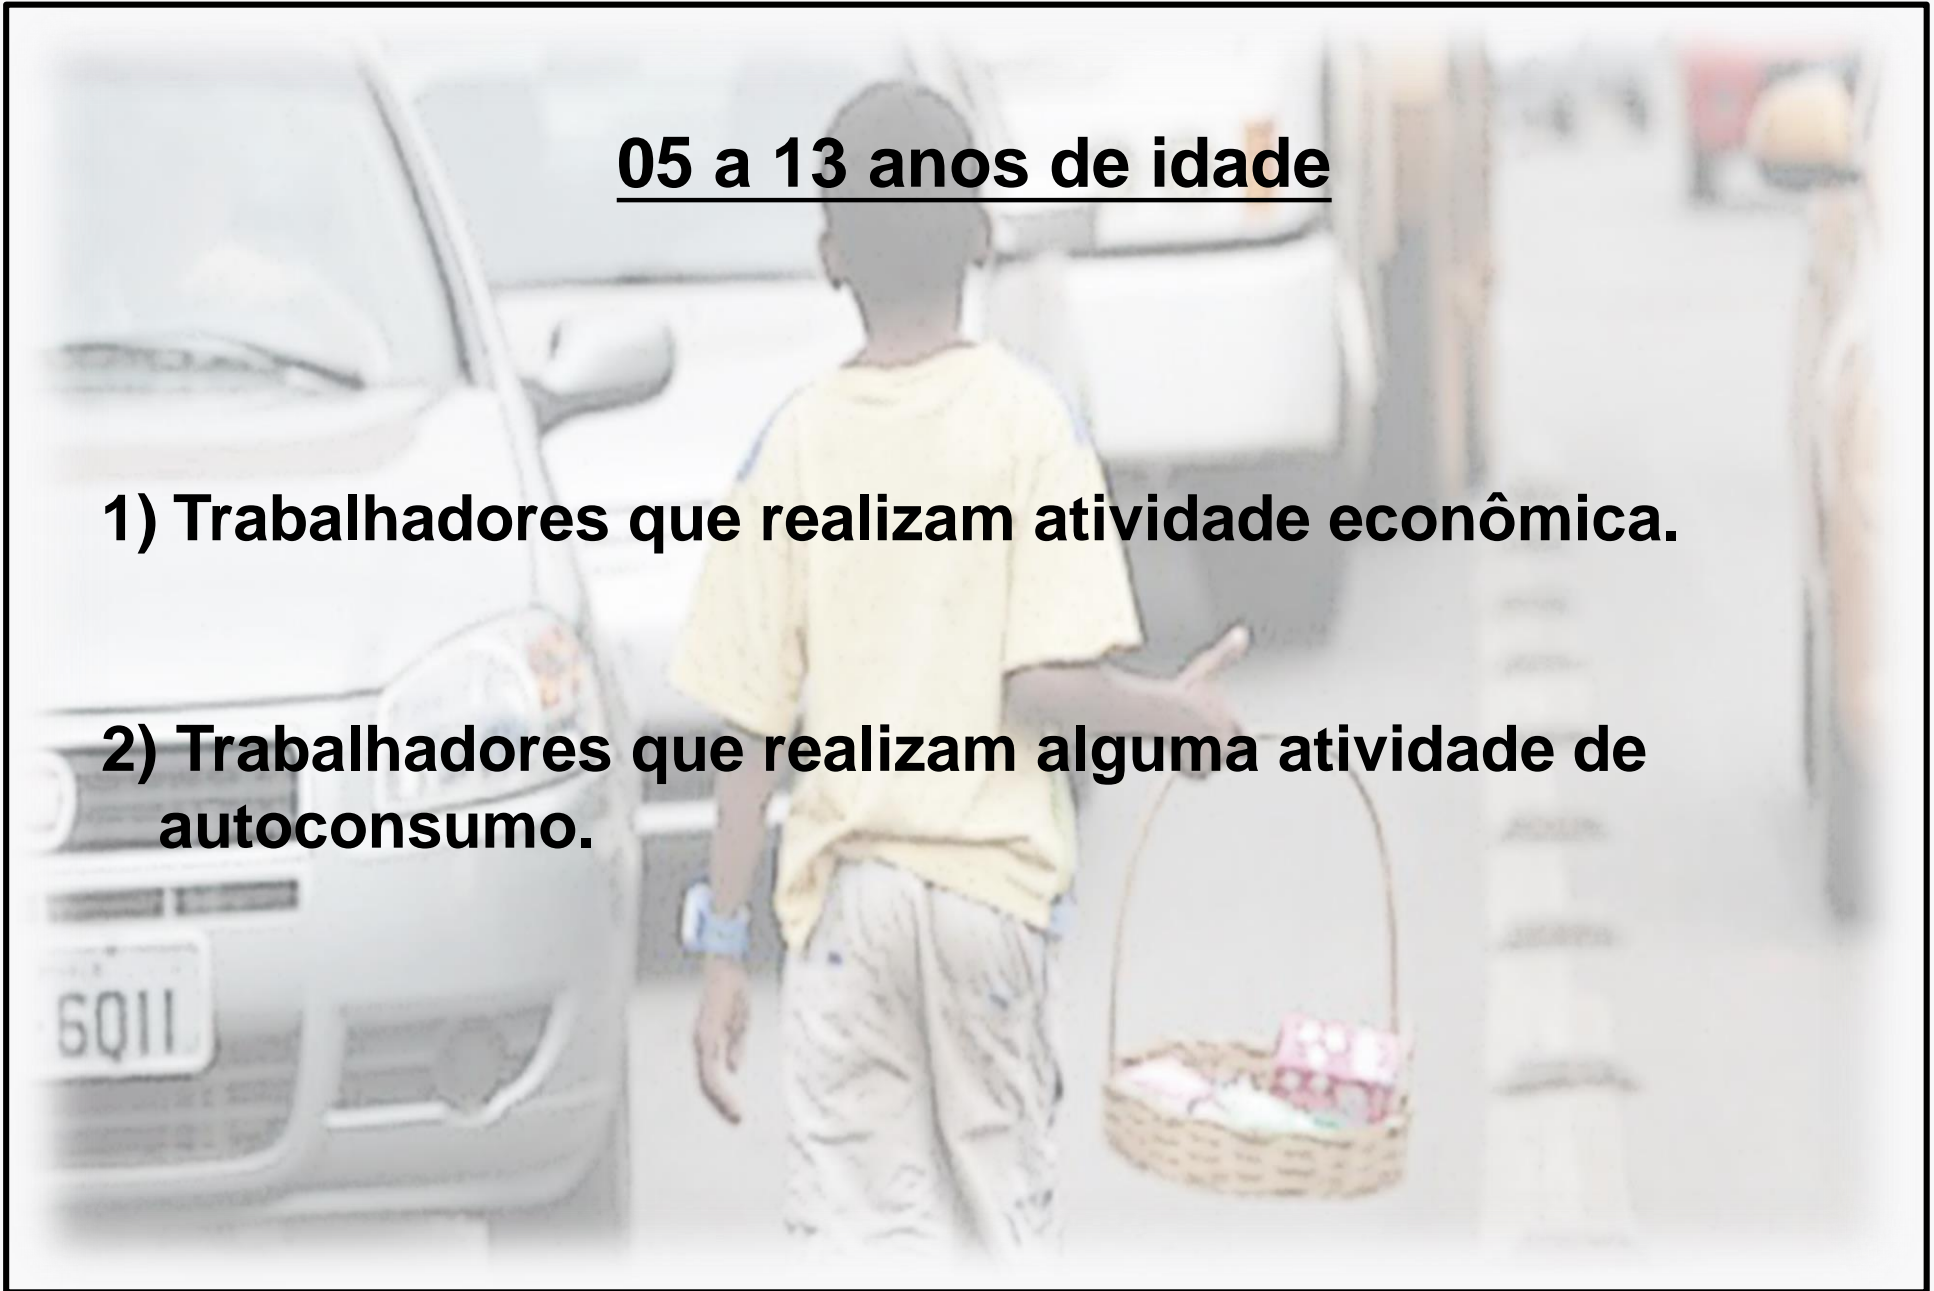 05 a 13 anos de idade
1) Trabalhadores que realizam atividade econômica.
2) Trabalhadores que realizam alguma atividade de
autoconsumo.
6QII